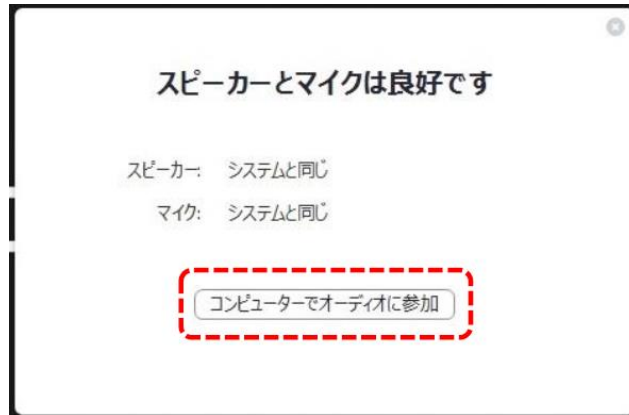 スピーカーとマイクは良好です
スピーカー: システムと同じ
マイク: システムと同じ
コンピューターでオーディオに参加